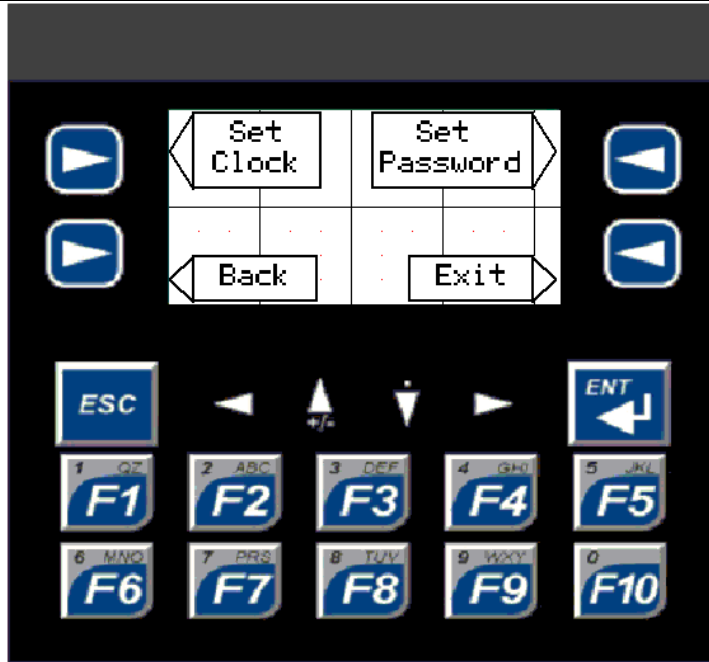 Set
Clock
Set
Password
Back
Exit
ESC
+/-
.
ENT
1 QZ
F1
2 ABC
F2
3 DEF
F3
4 GHI
F4
5 JKL
F5
6 MNO
F6
7 PRS
F7
8 TUV
F8
9 WXY
F9
0
F10